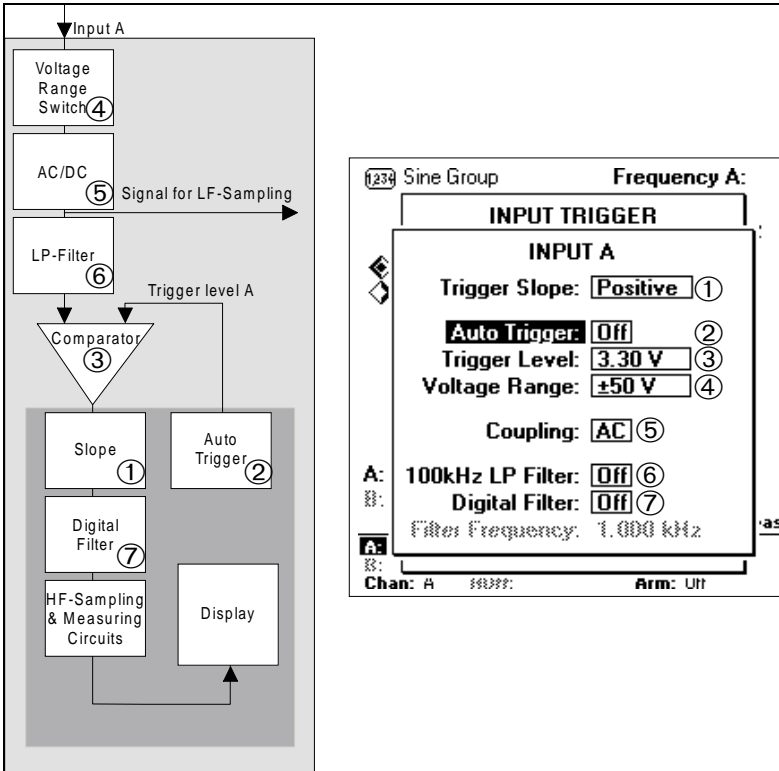 Input A
Voltage
Range
Switch ④
AC/DC
⑤
Signal for LF-Sampling
LP-Filter
⑥
Trigger level A
Comparator
③
Slope
①
Auto
Trigger
②
Digital
Filter
⑦
HF-Sampling
& Measuring
Circuits
Display
1,234 Sine Group Frequency A:
INPUT TRIGGER
INPUT A
Trigger Slope: Positive ①
Auto Trigger: Off ②
Trigger Level: 3.30 V ③
Voltage Range: ±50 V ④
Coupling: AC ⑤
A: 100kHz LP Filter: Off ⑥
B: Digital Filter: Off ⑦
Filter Frequency: 1.000 kHz
A:
B:
Chan: A Arm: Off